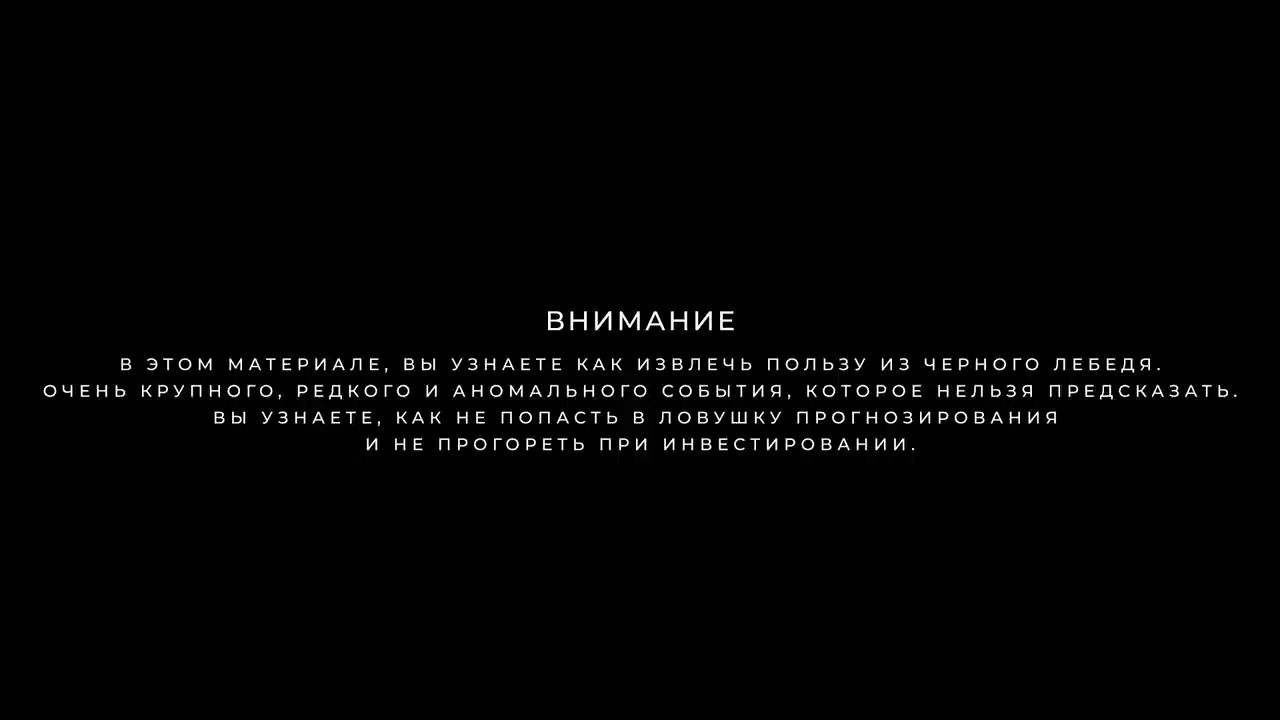 ВНИМАНИЕ
В ЭТОМ МАТЕРИАЛЕ, ВЫ УЗНАЕТЕ КАК ИЗВЛЕЧЬ ПОЛЬЗУ ИЗ ЧЕРНОГО ЛЕБЕДЯ.
ОЧЕНЬ КРУПНОГО, РЕДКОГО И АНОМАЛЬНОГО СОБЫТИЯ, КОТОРОЕ НЕЛЬЗЯ ПРЕДСКАЗАТЬ.
ВЫ УЗНАЕТЕ, КАК НЕ ПОПАСТЬ В ЛОВУШКУ ПРОГНОЗИРОВАНИЯ
И НЕ ПРОГОРЕТЬ ПРИ ИНВЕСТИРОВАНИИ.